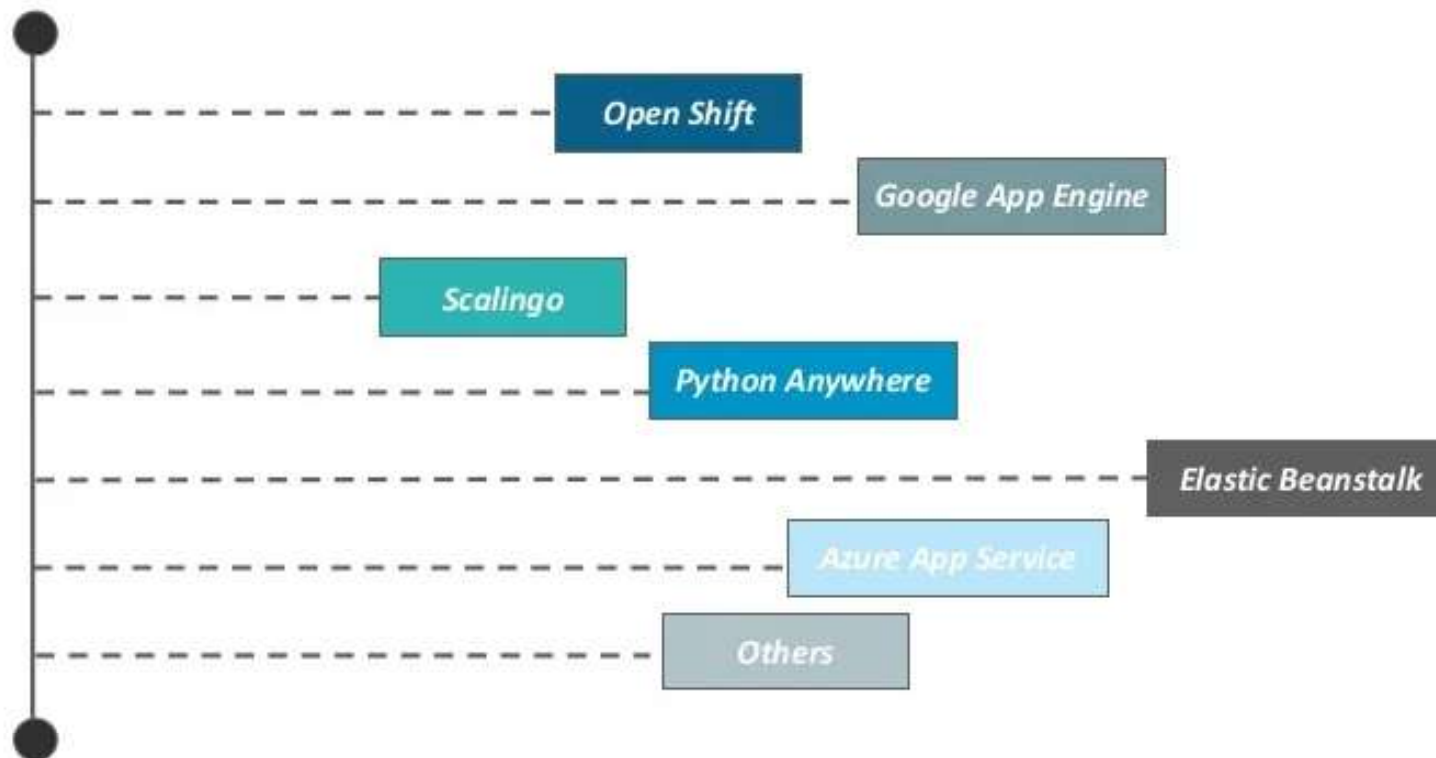 Open Shift
Google App Engine
Scalingo
Python Anywhere
Elastic Beanstalk
Azure App Service
Others